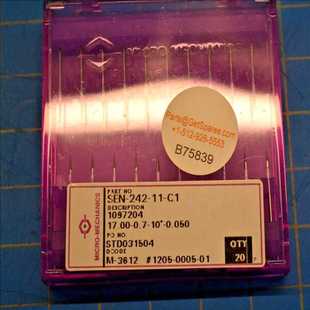 Parts@GetSpares.com
+1-512-928-5553
B75839
MICRO-MECHANICS
PART NO
SEN-242-11-C1
DESCRIPTION
1097204
17.00-0.7-10°-0.050
PO NO.
STD031504
DCODE
M-3612 #1205-0005-01
QTY
20